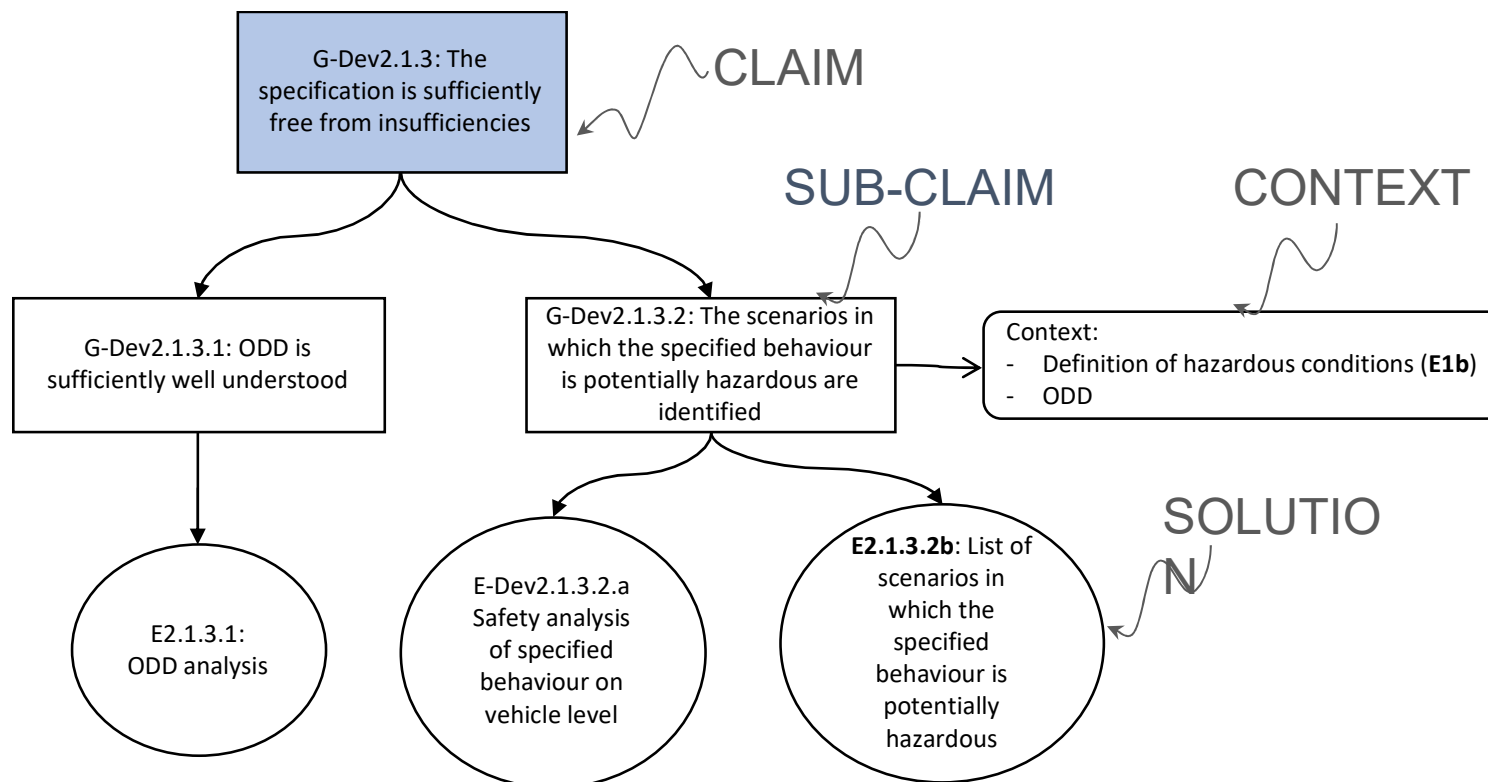 G-Dev2.1.3: The
specification is sufficiently
free from insufficiencies
CLAIM
SUB-CLAIM
CONTEXT
G-Dev2.1.3.1: ODD is
sufficiently well understood
G-Dev2.1.3.2: The scenarios in
which the specified behaviour
is potentially hazardous are
identified
Context:
- Definition of hazardous conditions (E1b)
- ODD
SOLUTIO
N
E2.1.3.1:
ODD analysis
E-Dev2.1.3.2.a
Safety analysis
of specified
behaviour on
vehicle level
E2.1.3.2b: List of
scenarios in
which the
specified
behaviour is
potentially
hazardous